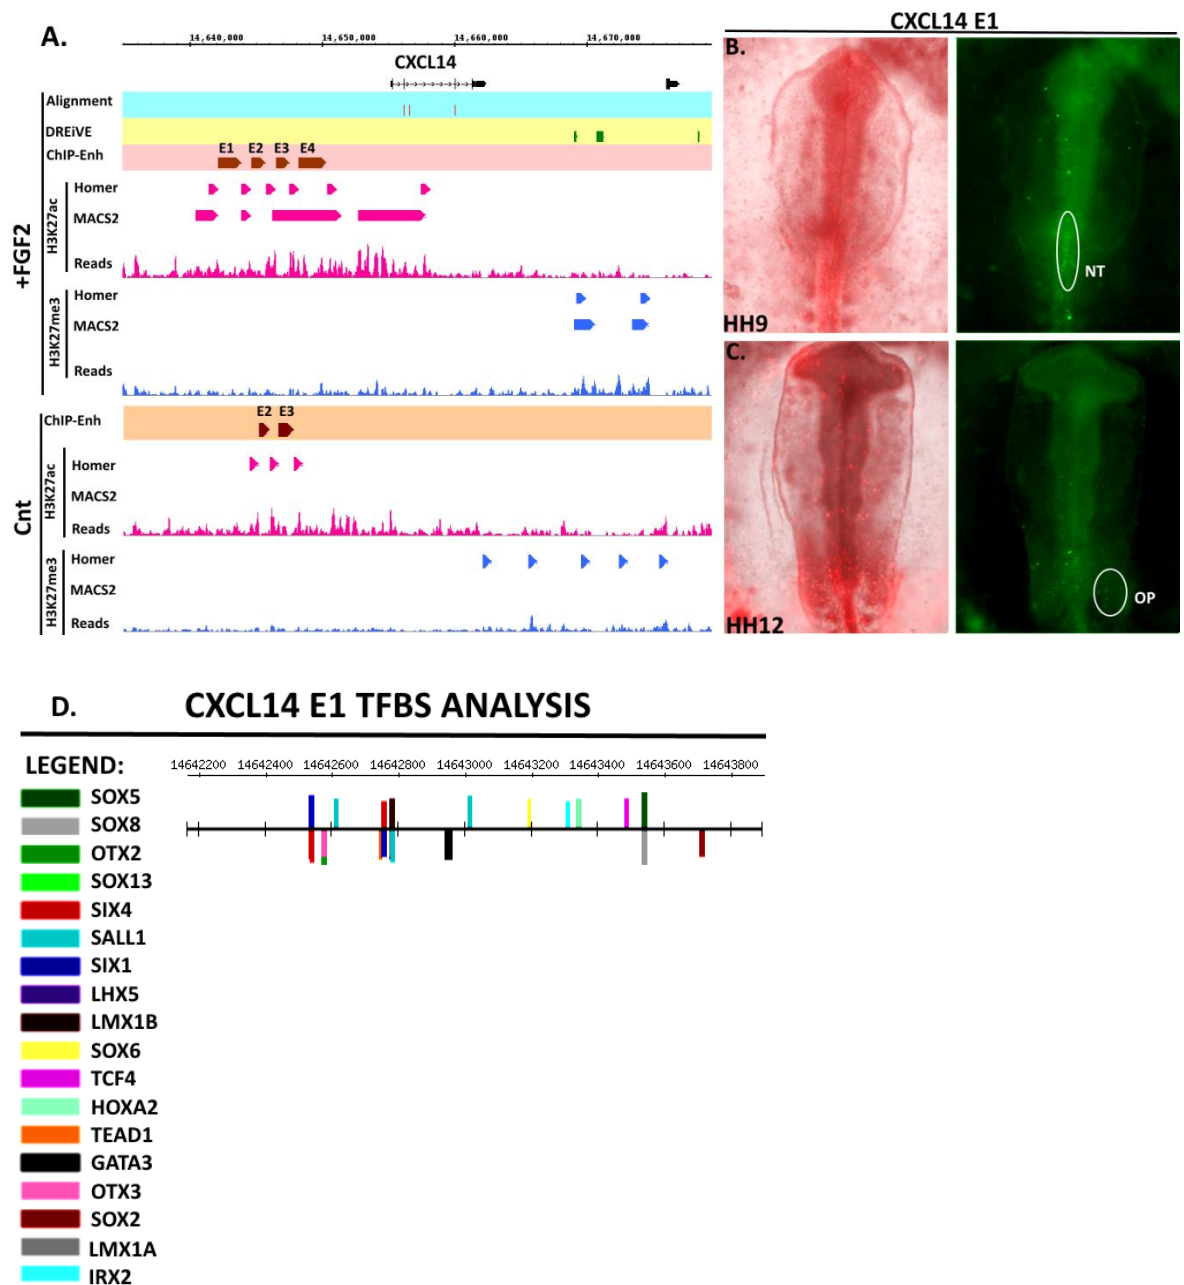 A.
14,640,000 14,650,000 14,660,000 14,670,000
CXCL14
+FGF2
Alignment
DREiVE
ChIP-Enh
E1 E2 E3 E4
H3K27ac
Homer
MACS2
Reads
H3K27me3
Homer
MACS2
Reads
Cnt
ChIP-Enh
E2 E3
H3K27ac
Homer
MACS2
Reads
H3K27me3
Homer
MACS2
Reads
CXCL14 E1
B.
HH9
NT
C.
HH12
OP
D. CXCL14 E1 TFBS ANALYSIS
LEGEND:
14642200 14642400 14642600 14642800 14643000 14643200 14643400 14643600 14643800
SOX5
SOX8
OTX2
SOX13
SIX4
SALL1
SIX1
LHX5
LMX1B
SOX6
TCF4
HOXA2
TEAD1
GATA3
OTX3
SOX2
LMX1A
IRX2